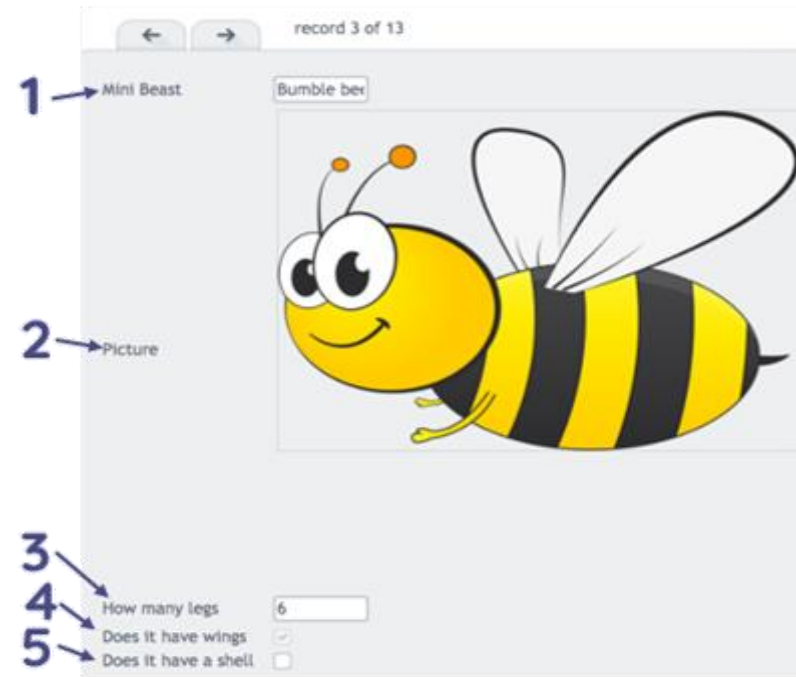 ← → record 3 of 13
1 Mini Beast Bumble bee
2 Picture
3
How many legs 6
4
Does it have wings
5 Does it have a shell